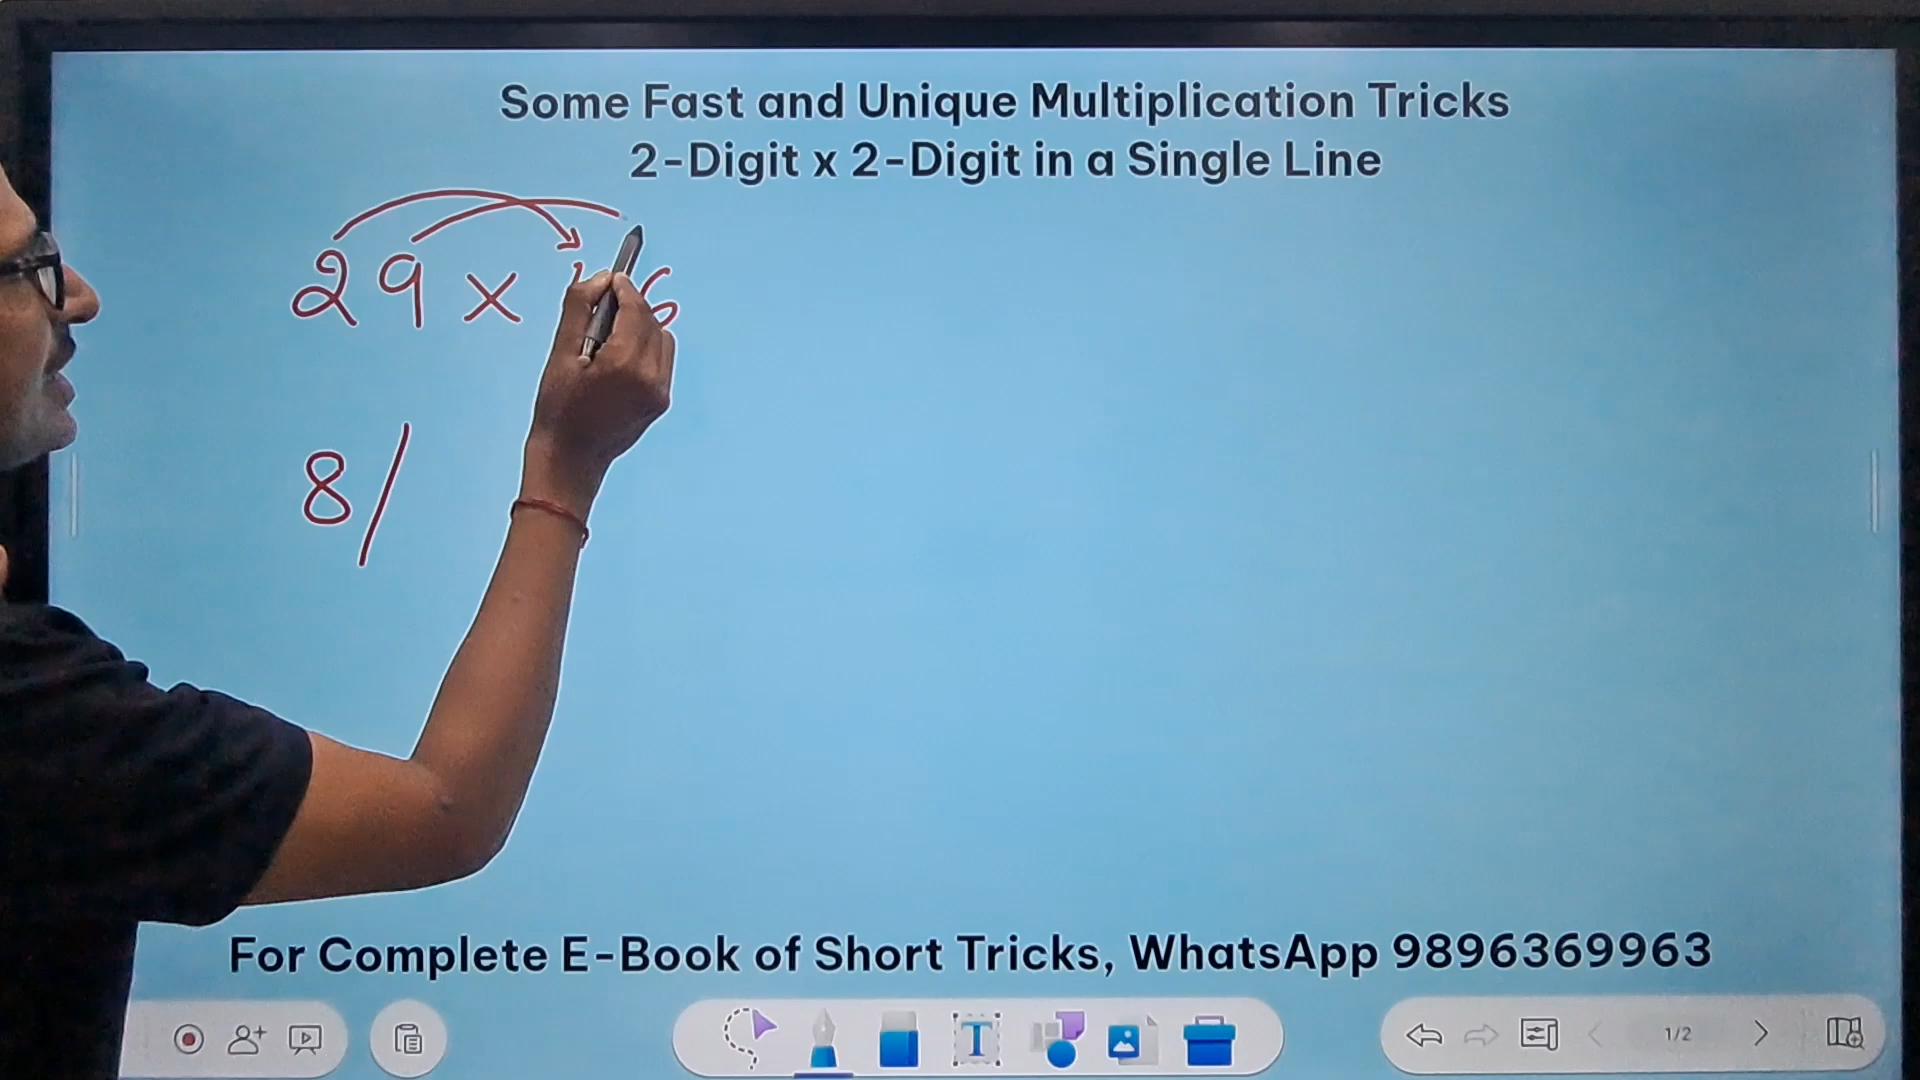 Some Fast and Unique Multiplication Tricks
2-Digit x 2-Digit in a Single Line
29 × 6
8/
For Complete E-Book of Short Tricks, WhatsApp 9896369963
T
1/2